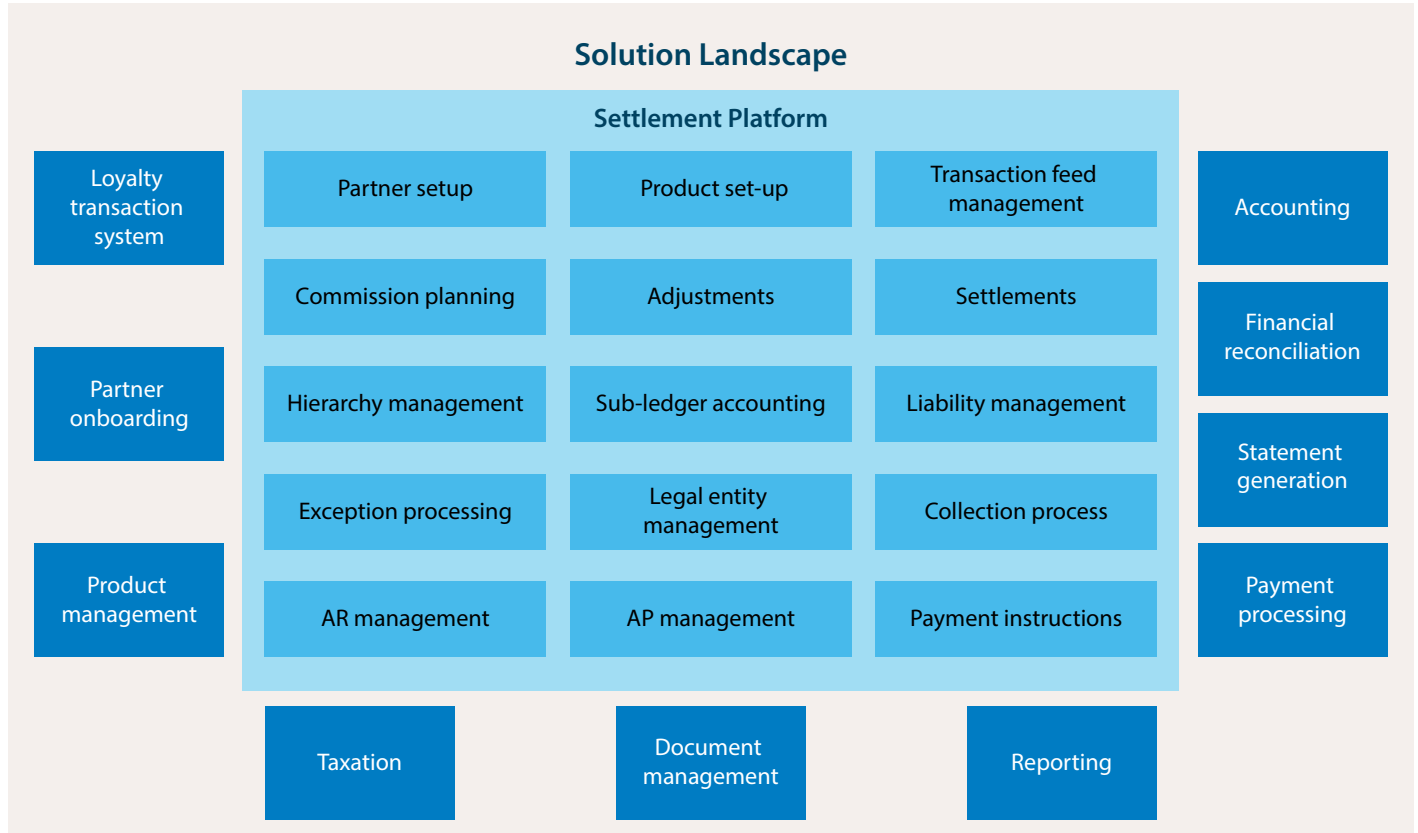 Solution Landscape
Settlement Platform
Loyalty
transaction
system
Partner
onboarding
Product
management
Partner setup
Product set-up
Transaction feed
management
Commission planning
Adjustments
Settlements
Hierarchy management
Sub-ledger accounting
Liability management
Exception processing
Legal entity
management
Collection process
AR management
AP management
Payment instructions
Accounting
Financial
reconciliation
Statement
generation
Payment
processing
Taxation
Document
management
Reporting